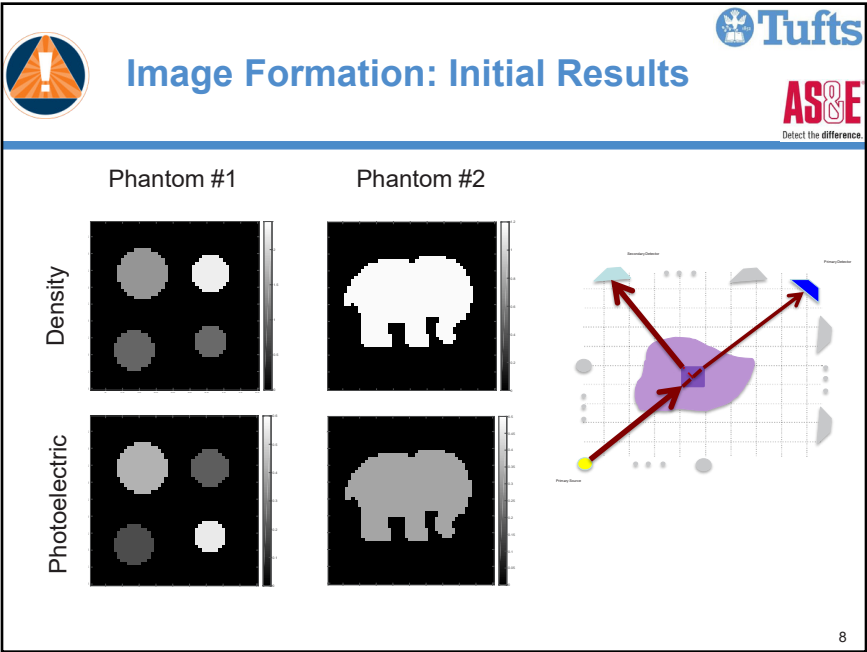 Tufts
Image Formation: Initial Results
AS&E
Detect the difference.
Phantom #1
Phantom #2
Density
Secondary Detector
Primary Detector
Photoelectric
Primary Source
8